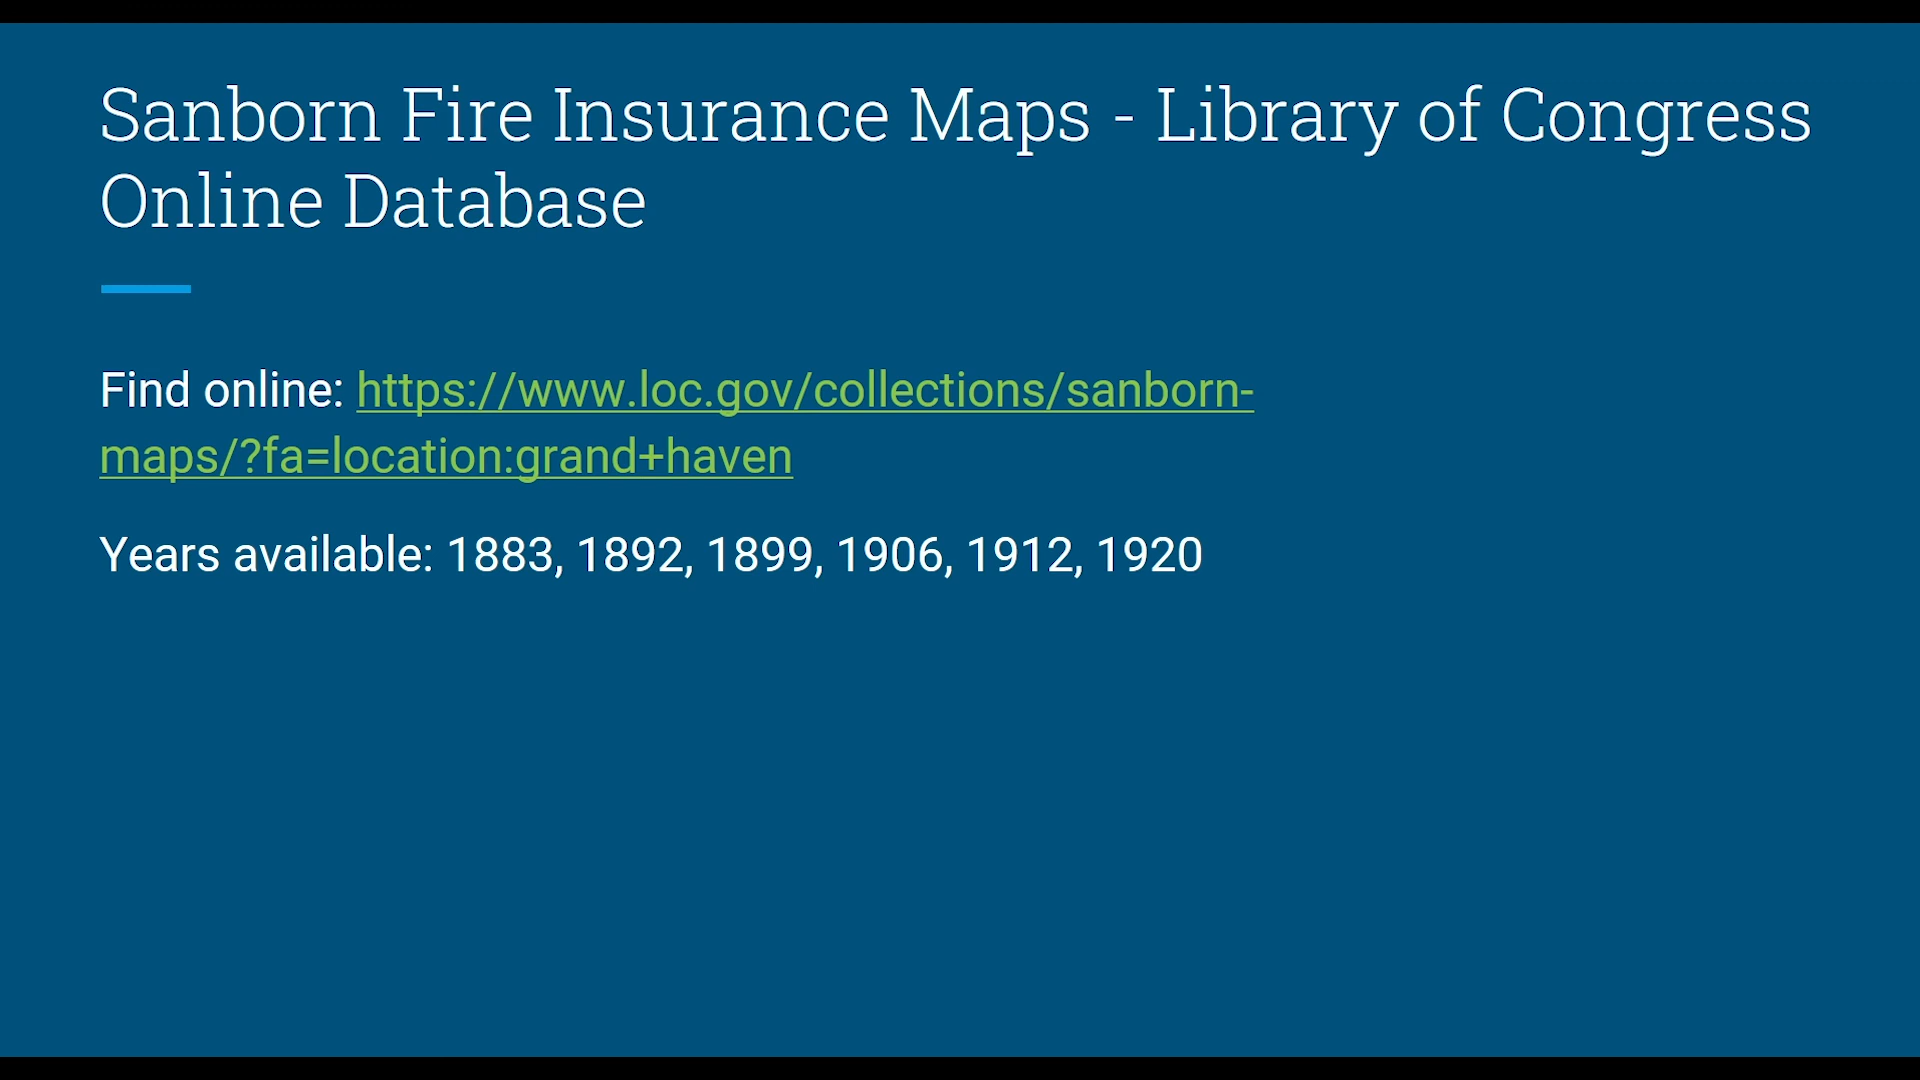 Sanborn Fire Insurance Maps - Library of Congress
Online Database
Find online: https://www.loc.gov/collections/sanborn-
maps/?fa=location:grand+haven
Years available: 1883, 1892, 1899, 1906, 1912, 1920